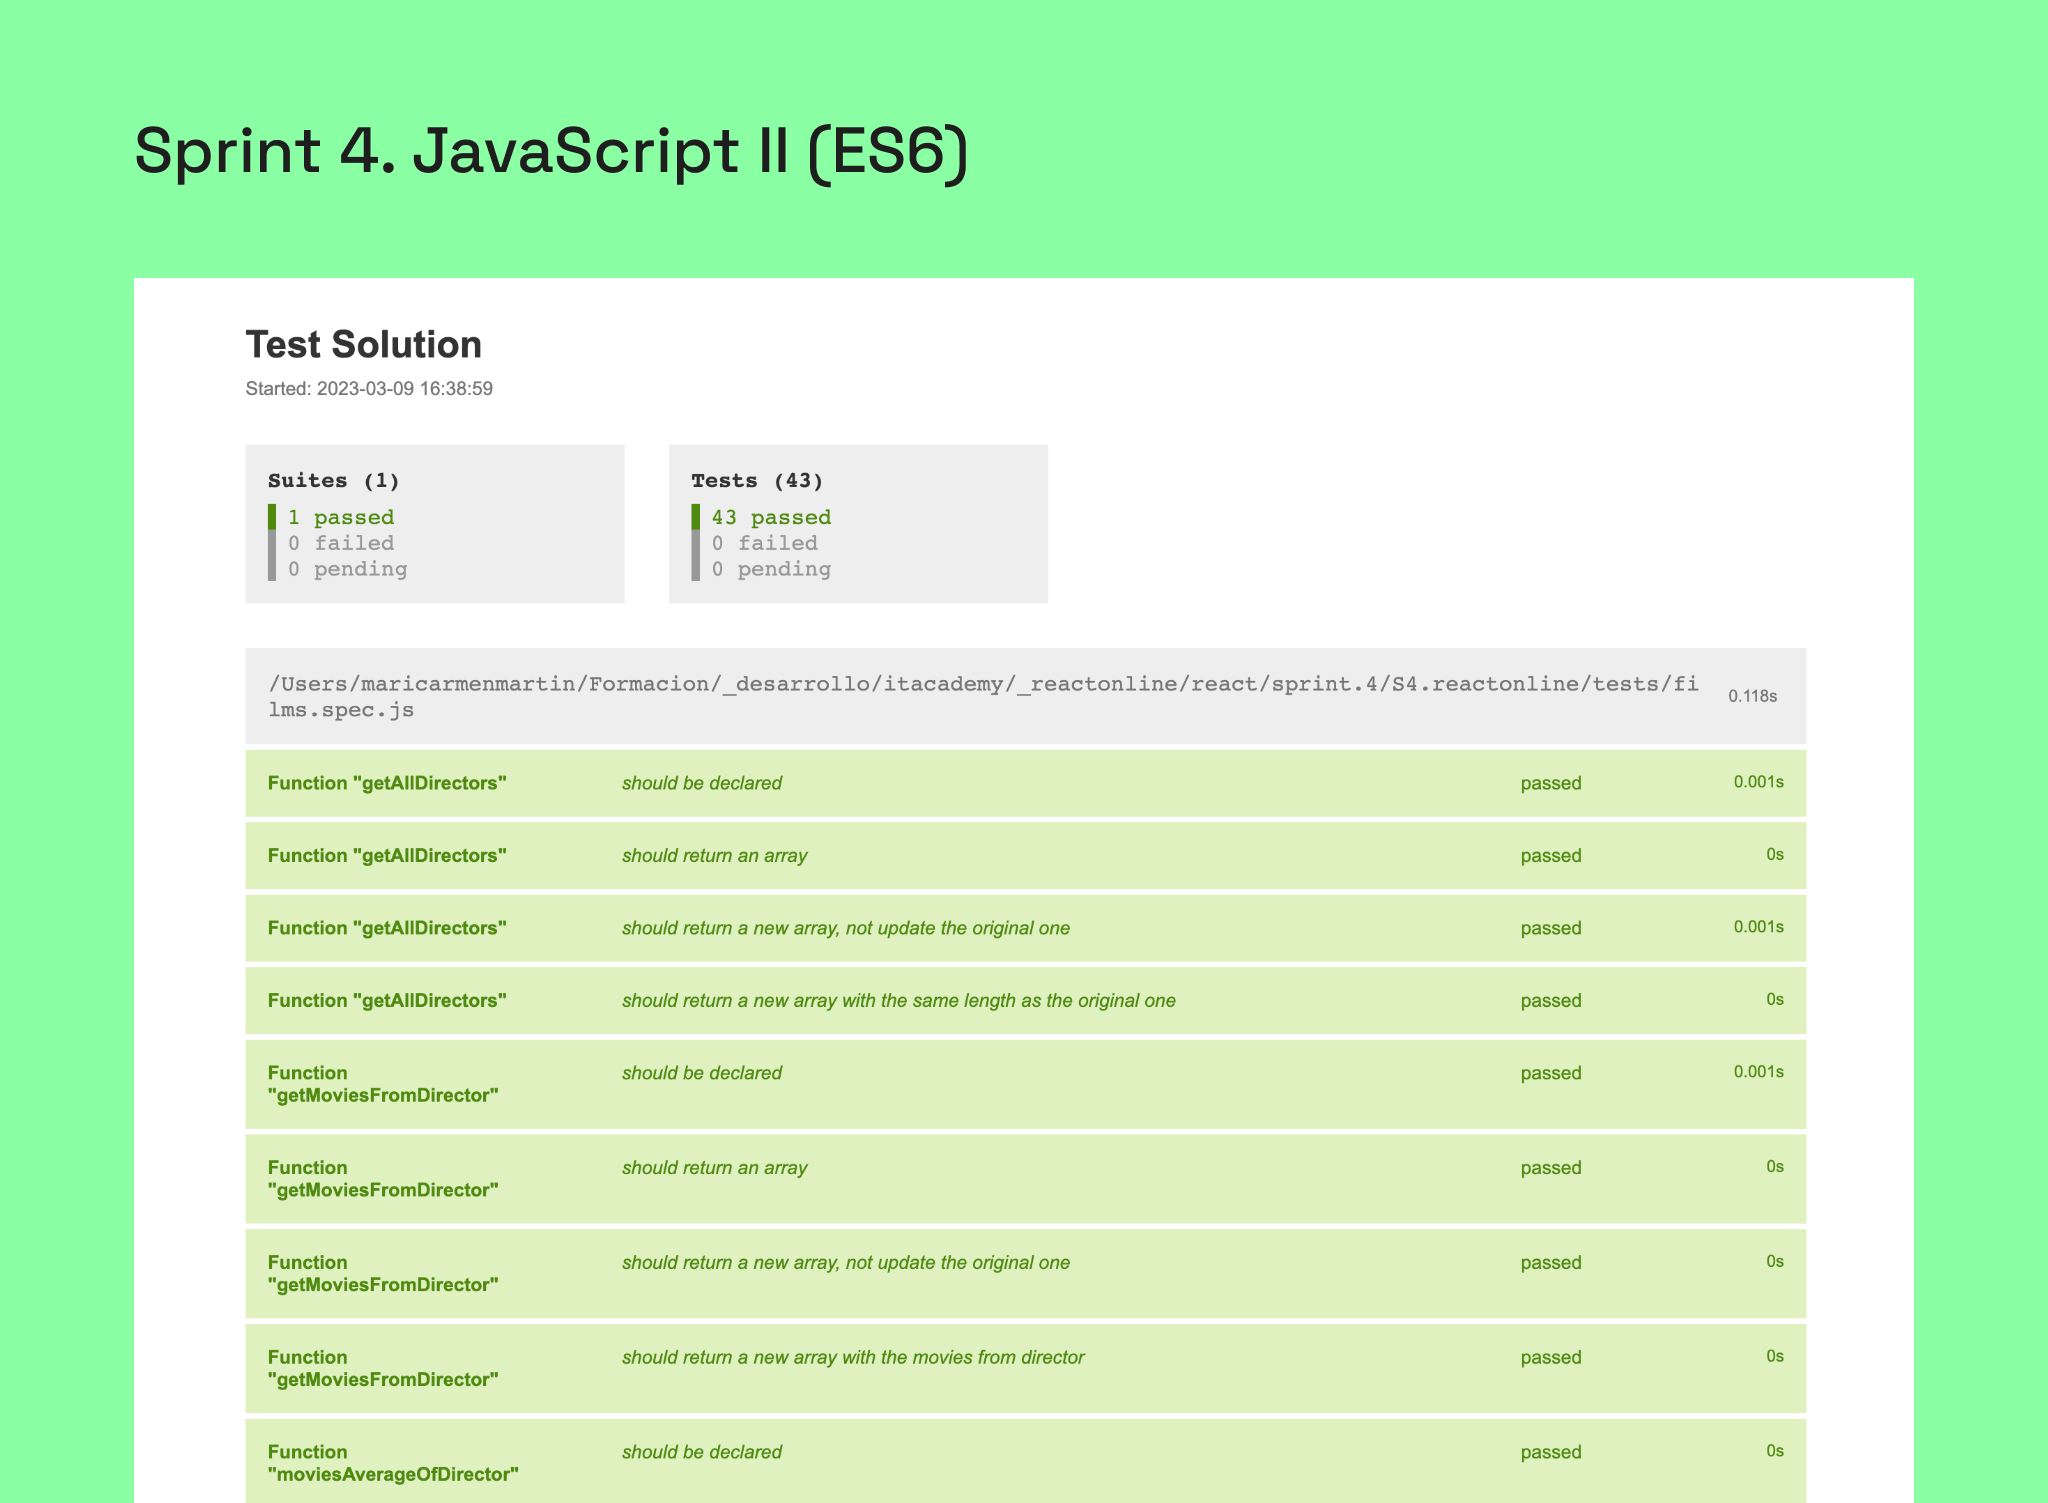 Sprint 4. JavaScript II (ES6)
Test Solution
Started: 2023-03-09 16:38:59
Suites (1)
1 passed
0 failed
0 pending
Tests (43)
43 passed
0 failed
0 pending
/Users/maricarmenmartin/Formacion/_desarrollo/itacademy/_reactonline/react/sprint.4/S4.reactonline/tests/fi
lms.spec.js
0.118s
Function "getAllDirectors" should be declared passed 0.001s
Function "getAllDirectors" should return an array passed 0s
Function "getAllDirectors" should return a new array, not update the original one passed 0.001s
Function "getAllDirectors" should return a new array with the same length as the original one passed 0s
Function should be declared passed 0.001s
"getMoviesFromDirector"
Function should return an array passed 0s
"getMoviesFromDirector"
Function should return a new array, not update the original one passed 0s
"getMoviesFromDirector"
Function should return a new array with the movies from director passed 0s
"getMoviesFromDirector"
Function should be declared passed 0s
"moviesAverageOfDirector"